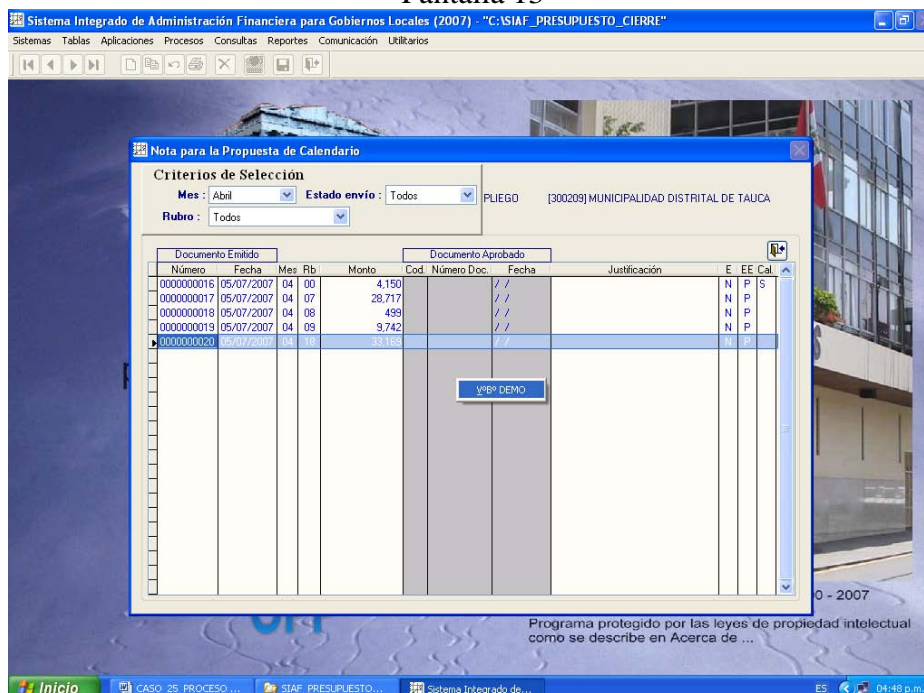 Pantalla 13
Sistema Integrado de Administración Financiera para Gobiernos Locales (2007) - "C:\SIAF_PRESUPUESTO_CIERRE"
Sistemas Tablas Aplicaciones Procesos Consultas Reportes Comunicación Utilitarios
Nota para la Propuesta de Calendario
Criterios de Selección
Mes : Abril Estado envío : Todos PLIEGO [300209] MUNICIPALIDAD DISTRITAL DE TAUCA
Rubro : Todos
Documento Emitido Documento Aprobado
Número Fecha Mes Rb Monto Cod. Número Doc. Fecha Justificación E EE Cal.
0000000016 05/07/2007 04 00 4,150 / / N P S
0000000017 05/07/2007 04 07 28,717 / / N P
0000000018 05/07/2007 04 08 499 / / N P
0000000019 05/07/2007 04 09 9,742 / / N P
0000000020 05/07/2007 04 18 33,169 / / N P
VºBº DEMO
0 - 2007
Programa protegido por las leyes de propiedad intelectual
como se describe en Acerca de ...
Inicio CASO 25 PROCESO ... SIAF PRESUPUESTO... Sistema Integrado de... ES 04:48 p.m.